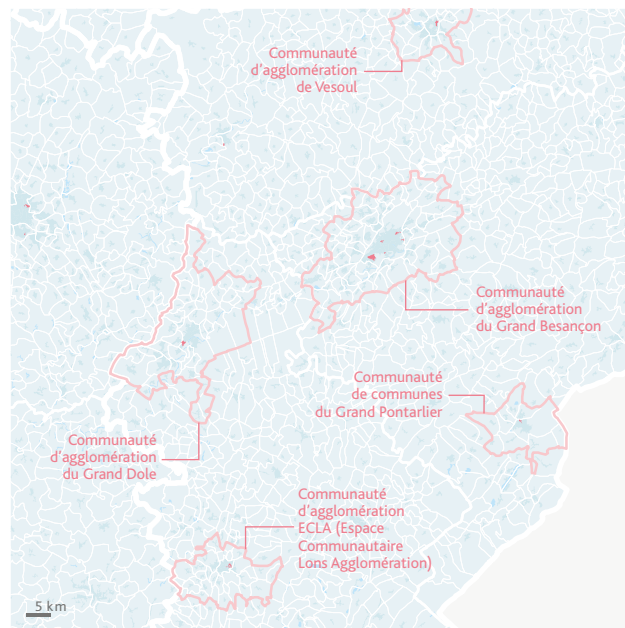 Communauté
d'agglomération
de Vesoul
Communauté
d'agglomération
du Grand Besançon
Communauté
de communes
du Grand Pontarlier
Communauté
d'agglomération
du Grand Dole
Communauté
d'agglomération
ECLA (Espace
Communautaire
Lons Agglomération)
5 km